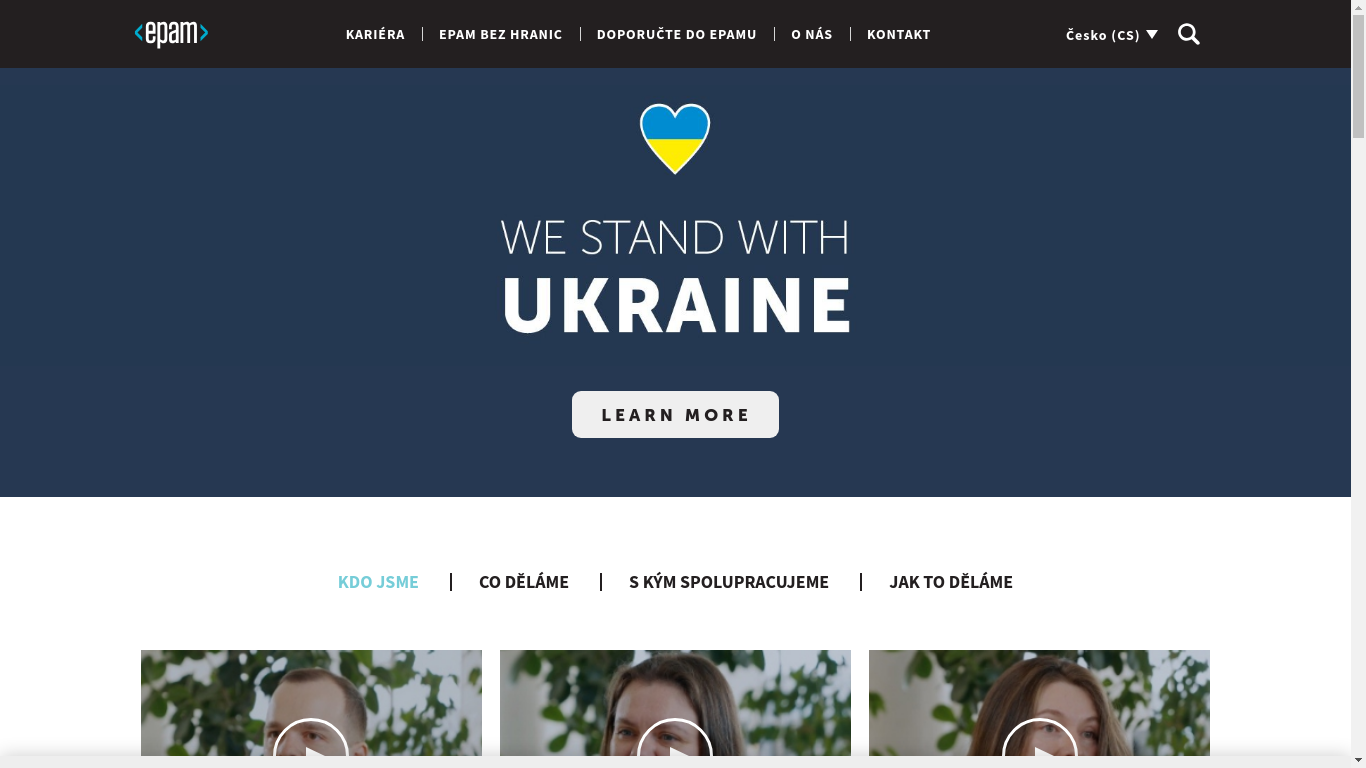 <epam>
KARIÉRA
EPAM BEZ HRANIC
DOPORUČTE DO EPAMU
O NÁS
KONTAKT
Česko (CS)
WE STAND WITH
UKRAINE
LEARN MORE
KDO JSME
CO DĚLÁME
S KÝM SPOLUPRACUJEME
JAK TO DĚLÁME